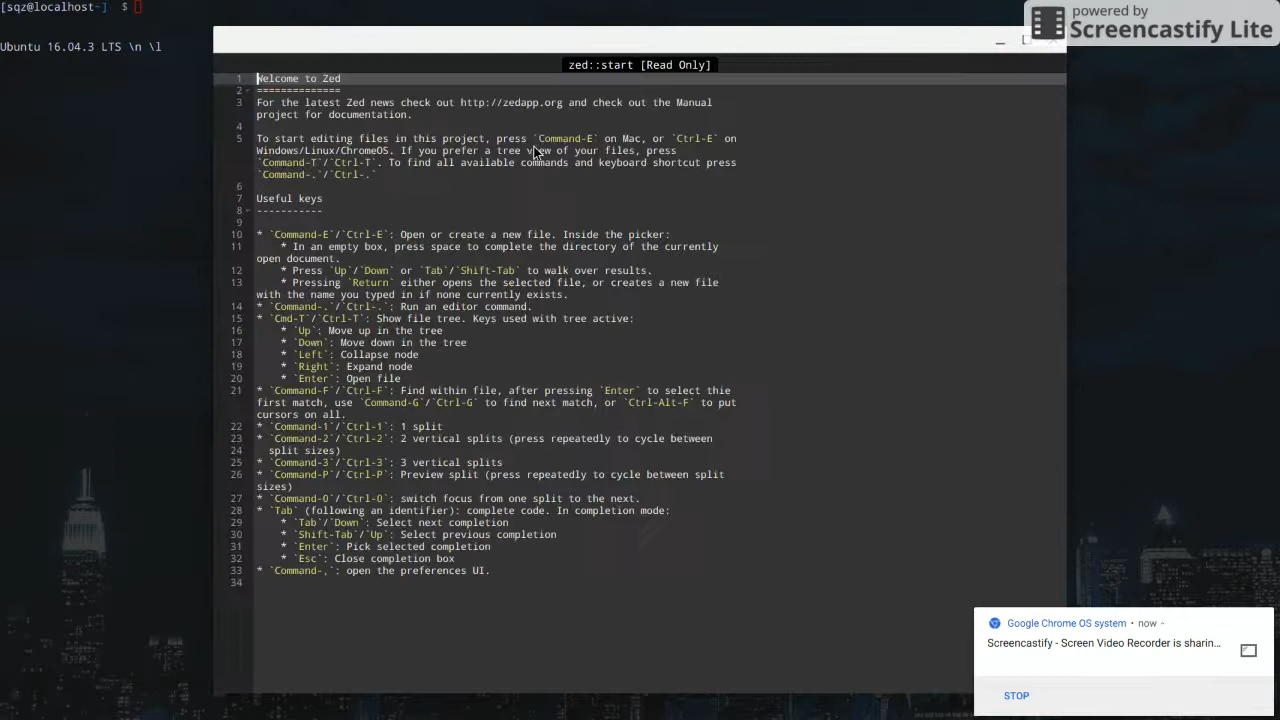 [sqz@localhost~]  $
Ubuntu 16.04.3 LTS \n \l
powered by
Screencastify Lite
zed::start [Read Only]
1 Welcome to Zed
2 ==============
3 For the latest Zed news check out http://zedapp.org and check out the Manual
project for documentation.
4
5 To start editing files in this project, press `Command-E` on Mac, or `Ctrl-E` on
Windows/Linux/ChromeOS. If you prefer a tree view of your files, press
`Command-T`/`Ctrl-T`. To find all available commands and keyboard shortcut press
`Command-.`/`Ctrl-.`
6
7 Useful keys
8 -----------
9
10 * `Command-E`/`Ctrl-E`: Open or create a new file. Inside the picker:
11 * In an empty box, press space to complete the directory of the currently
open document.
12 * Press `Up`/`Down` or `Tab`/`Shift-Tab` to walk over results.
13 * Pressing `Return` either opens the selected file, or creates a new file
with the name you typed in if none currently exists.
14 * `Command-.`/`Ctrl-.`: Run an editor command.
15 * `Cmd-T`/`Ctrl-T`: Show file tree. Keys used with tree active:
16 * `Up`: Move up in the tree
17 * `Down`: Move down in the tree
18 * `Left`: Collapse node
19 * `Right`: Expand node
20 * `Enter`: Open file
21 * `Command-F`/`Ctrl-F`: Find within file, after pressing `Enter` to select thie
first match, use `Command-G`/`Ctrl-G` to find next match, or `Ctrl-Alt-F` to put
cursors on all.
22 * `Command-1`/`Ctrl-1`: 1 split
23 * `Command-2`/`Ctrl-2`: 2 vertical splits (press repeatedly to cycle between
24 split sizes)
25 * `Command-3`/`Ctrl-3`: 3 vertical splits
26 * `Command-P`/`Ctrl-P`: Preview split (press repeatedly to cycle between split
sizes)
27 * `Command-0`/`Ctrl-0`: switch focus from one split to the next.
28 * `Tab` (following an identifier): complete code. In completion mode:
29 * `Tab`/`Down`: Select next completion
30 * `Shift-Tab`/`Up`: Select previous completion
31 * `Enter`: Pick selected completion
32 * `Esc`: Close completion box
33 * `Command-,`: open the preferences UI.
34
Google Chrome OS system • now
Screencastify - Screen Video Recorder is sharin...
STOP